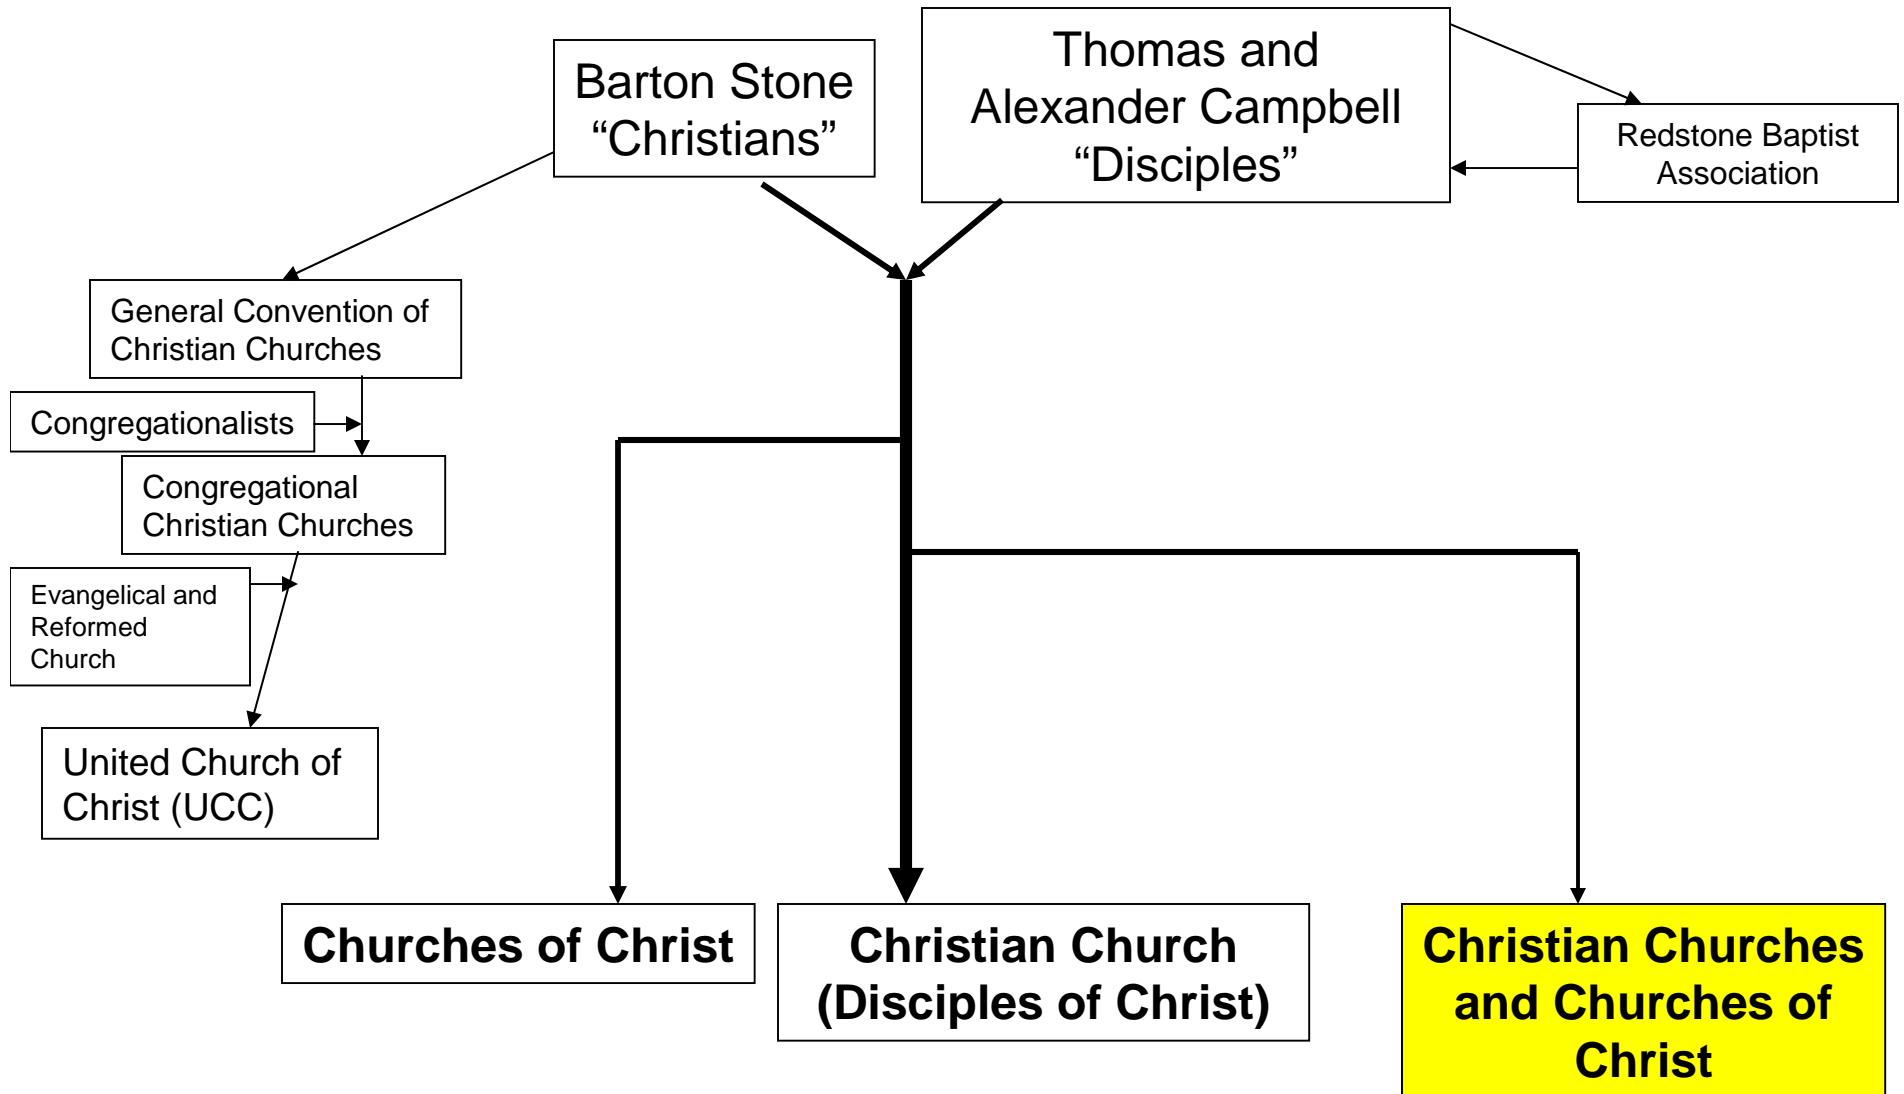 Barton Stone
“Christians”
Thomas and
Alexander Campbell
“Disciples”
Redstone Baptist
Association
General Convention of
Christian Churches
Congregationalists
Congregational
Christian Churches
Evangelical and
Reformed
Church
United Church of
Christ (UCC)
Churches of Christ
Christian Church
(Disciples of Christ)
Christian Churches
and Churches of
Christ